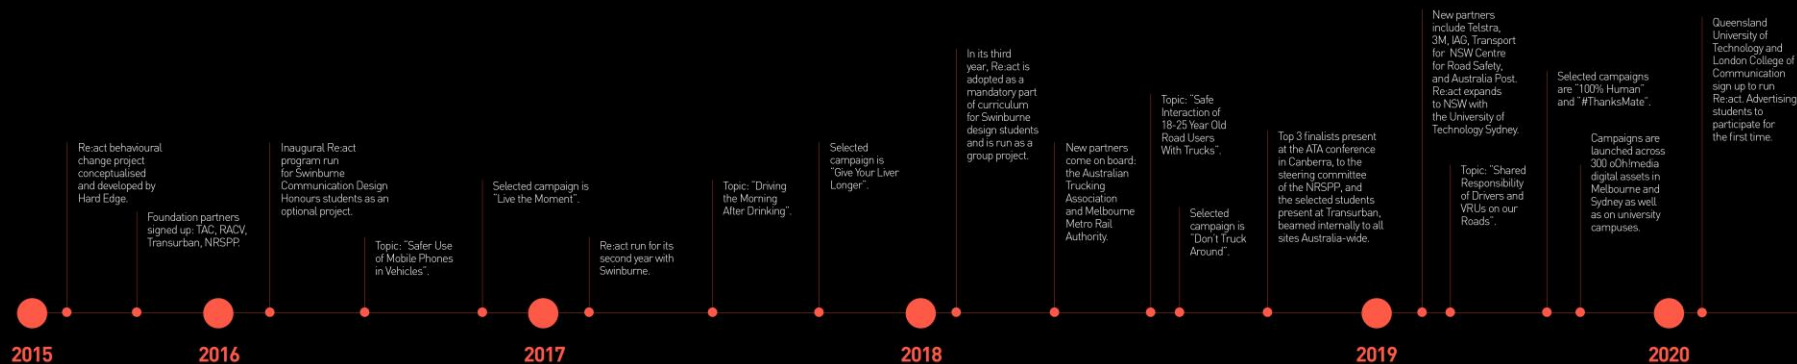 Re:act behavioural
change project
conceptualised
and developed by
Hard Edge.
Foundation partners
signed up: TAC, RACV,
Transurban, NRSPP.
Inaugural Re:act
program run
for Swinburne
Communication Design
Honours students as an
optional project.
Topic: "Safer Use
of Mobile Phones
in Vehicles".
Selected campaign is
"Live the Moment".
Re:act run for its
second year with
Swinburne.
Topic: "Driving
the Morning
After Drinking".
Selected
campaign is
"Give Your Liver
Longer".
In its third
year, Re:act is
adopted as a
mandatory part
of curriculum
for Swinburne
design students
and is run as a
group project.
New partners
come on board:
the Australian
Trucking
Association
and Melbourne
Metro Rail
Authority.
Topic: "Safe
Interaction of
18-25 Year Old
Road Users
With Trucks".
Selected
campaign is
"Don't Truck
Around".
Top 3 finalists present
at the ATA conference
in Canberra, to the
steering committee
of the NRSPP, and
the selected students
present at Transurban,
beamed internally to all
sites Australia-wide.
New partners
include Telstra,
3M, IAG, Transport
for NSW Centre
for Road Safety,
and Australia Post.
Re:act expands
to NSW with
the University of
Technology Sydney.
Topic: "Shared
Responsibility
of Drivers and
VRUs on our
Roads".
Selected campaigns
are "100% Human"
and "#ThanksMate".
Campaigns are
launched across
300 oOh!media
digital assets in
Melbourne and
Sydney as well
as on university
campuses.
Queensland
University of
Technology and
London College of
Communication
sign up to run
Re:act. Advertising
students to
participate for
the first time.
2015
2016
2017
2018
2019
2020